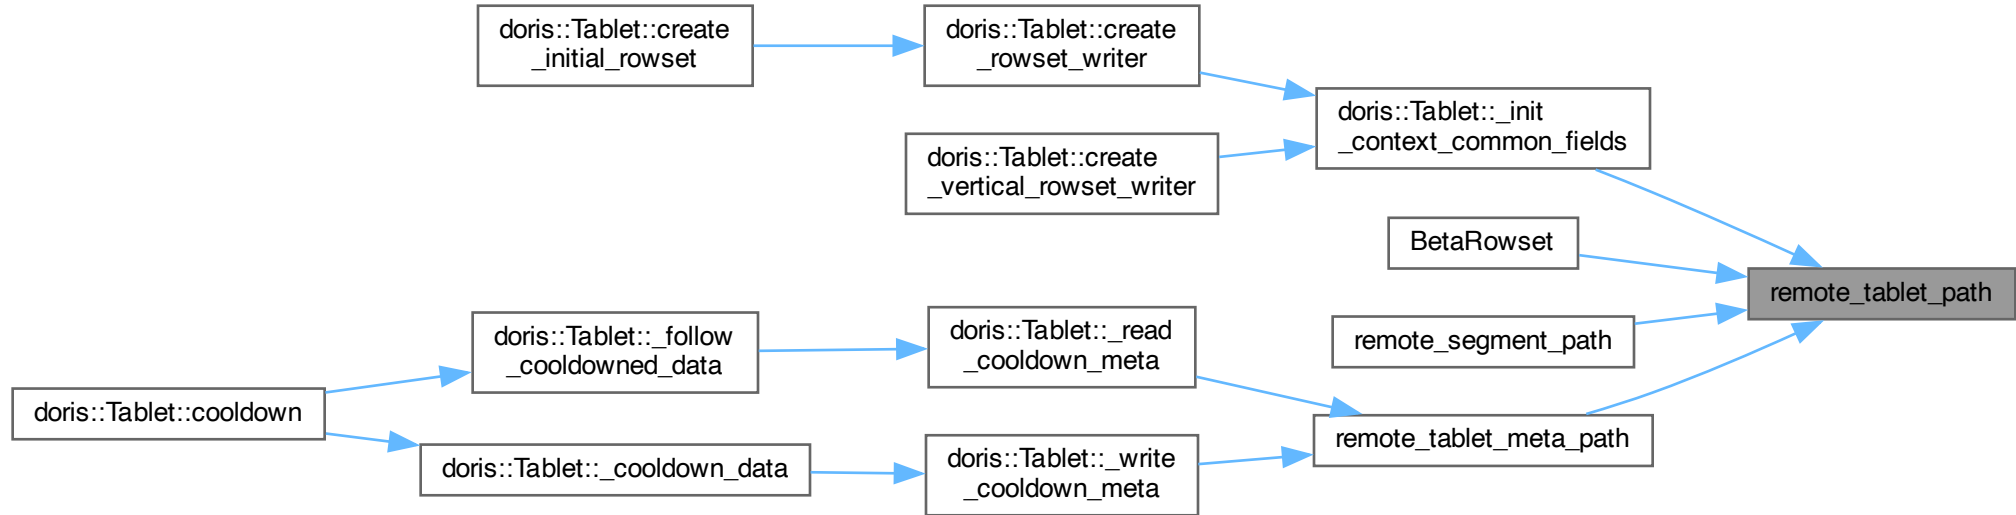 doris::Tablet::create
_initial_rowset
doris::Tablet::create
_rowset_writer
doris::Tablet::_init
_context_common_fields
doris::Tablet::create
_vertical_rowset_writer
BetaRowset
remote_tablet_path
doris::Tablet::_follow
_cooldowned_data
doris::Tablet::_read
_cooldown_meta
remote_segment_path
doris::Tablet::cooldown
remote_tablet_meta_path
doris::Tablet::_cooldown_data
doris::Tablet::_write
_cooldown_meta